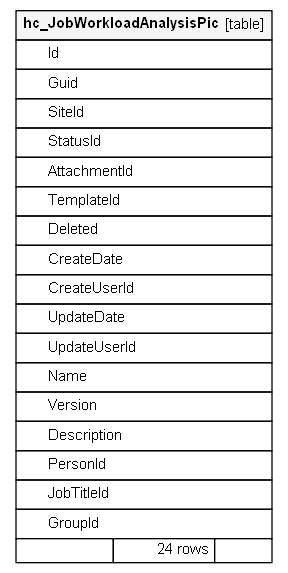 hc_JobWorkloadAnalysisPic [table]
Id
Guid
SiteId
StatusId
AttachmentId
TemplateId
Deleted
CreateDate
CreateUserId
UpdateDate
UpdateUserId
Name
Version
Description
PersonId
JobTitleId
GroupId
24 rows